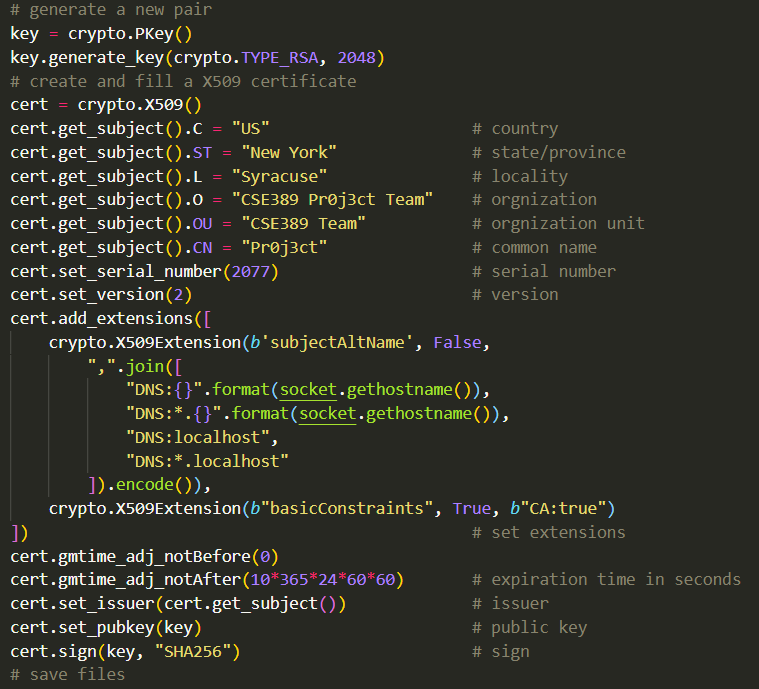 # generate a new pair
key = crypto.PKey()
key.generate_key(crypto.TYPE_RSA, 2048)
# create and fill a X509 certificate
cert = crypto.X509()
cert.get_subject().C = "US"                     # country
cert.get_subject().ST = "New York"              # state/province
cert.get_subject().L = "Syracuse"               # locality
cert.get_subject().O = "CSE389 Pr0j3ct Team"    # orgnization
cert.get_subject().OU = "CSE389 Team"           # orgnization unit
cert.get_subject().CN = "Pr0j3ct"               # common name
cert.set_serial_number(2077)                    # serial number
cert.set_version(2)                             # version
cert.add_extensions([
    crypto.X509Extension(b'subjectAltName', False,
        ",".join([
            "DNS:{}".format(socket.gethostname()),
            "DNS:*.{}".format(socket.gethostname()),
            "DNS:localhost",
            "DNS:*.localhost"
        ]).encode()),
    crypto.X509Extension(b"basicConstraints", True, b"CA:true")
])                                              # set extensions
cert.gmtime_adj_notBefore(0)
cert.gmtime_adj_notAfter(10*365*24*60*60)       # expiration time in seconds
cert.set_issuer(cert.get_subject())             # issuer
cert.set_pubkey(key)                            # public key
cert.sign(key, "SHA256")                        # sign
# save files